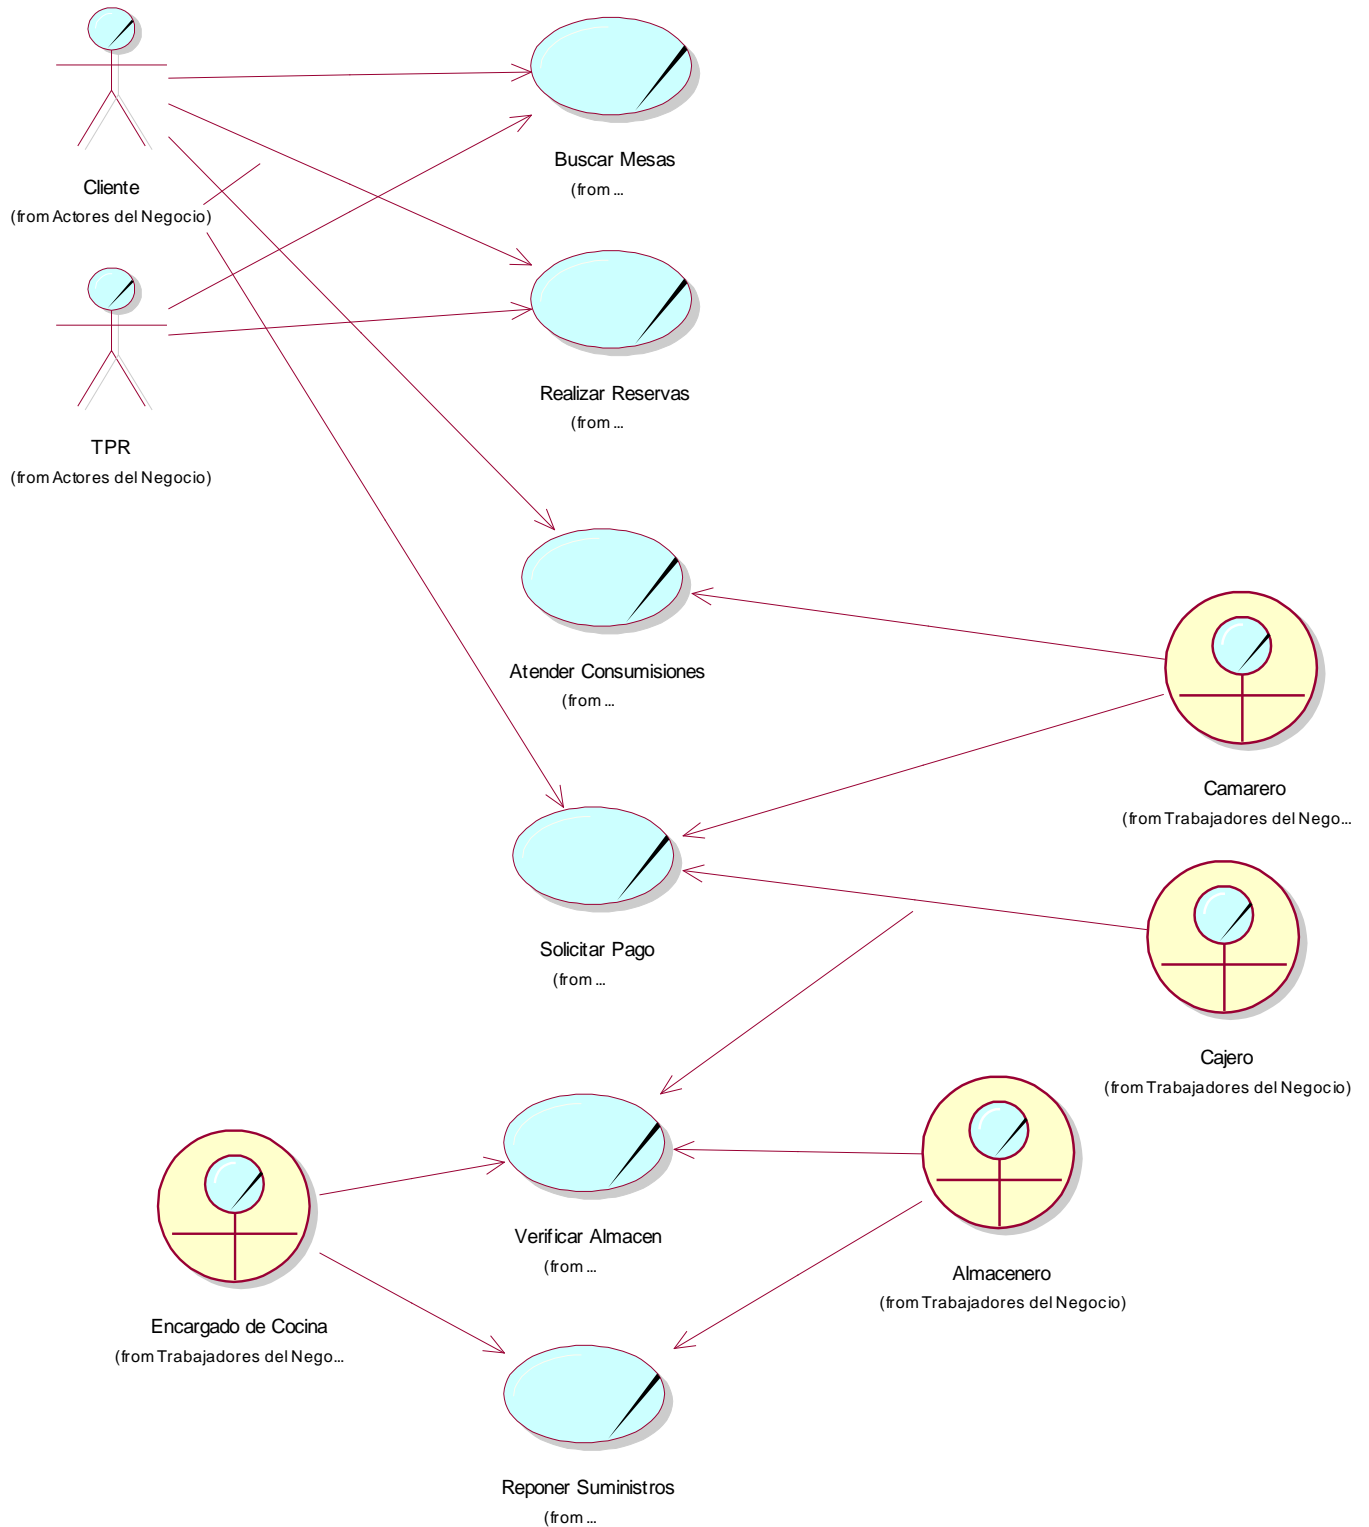 Buscar Mesas
(from ...
Cliente
(from Actores del Negocio)
Realizar Reservas
(from ...
TPR
(from Actores del Negocio)
Atender Consumisiones
(from ...
Camarero
(from Trabajadores del Nego...
Solicitar Pago
(from ...
Cajero
(from Trabajadores del Negocio)
Verificar Almacen
(from ...
Almacenero
(from Trabajadores del Negocio)
Encargado de Cocina
(from Trabajadores del Nego...
Reponer Suministros
(from ...